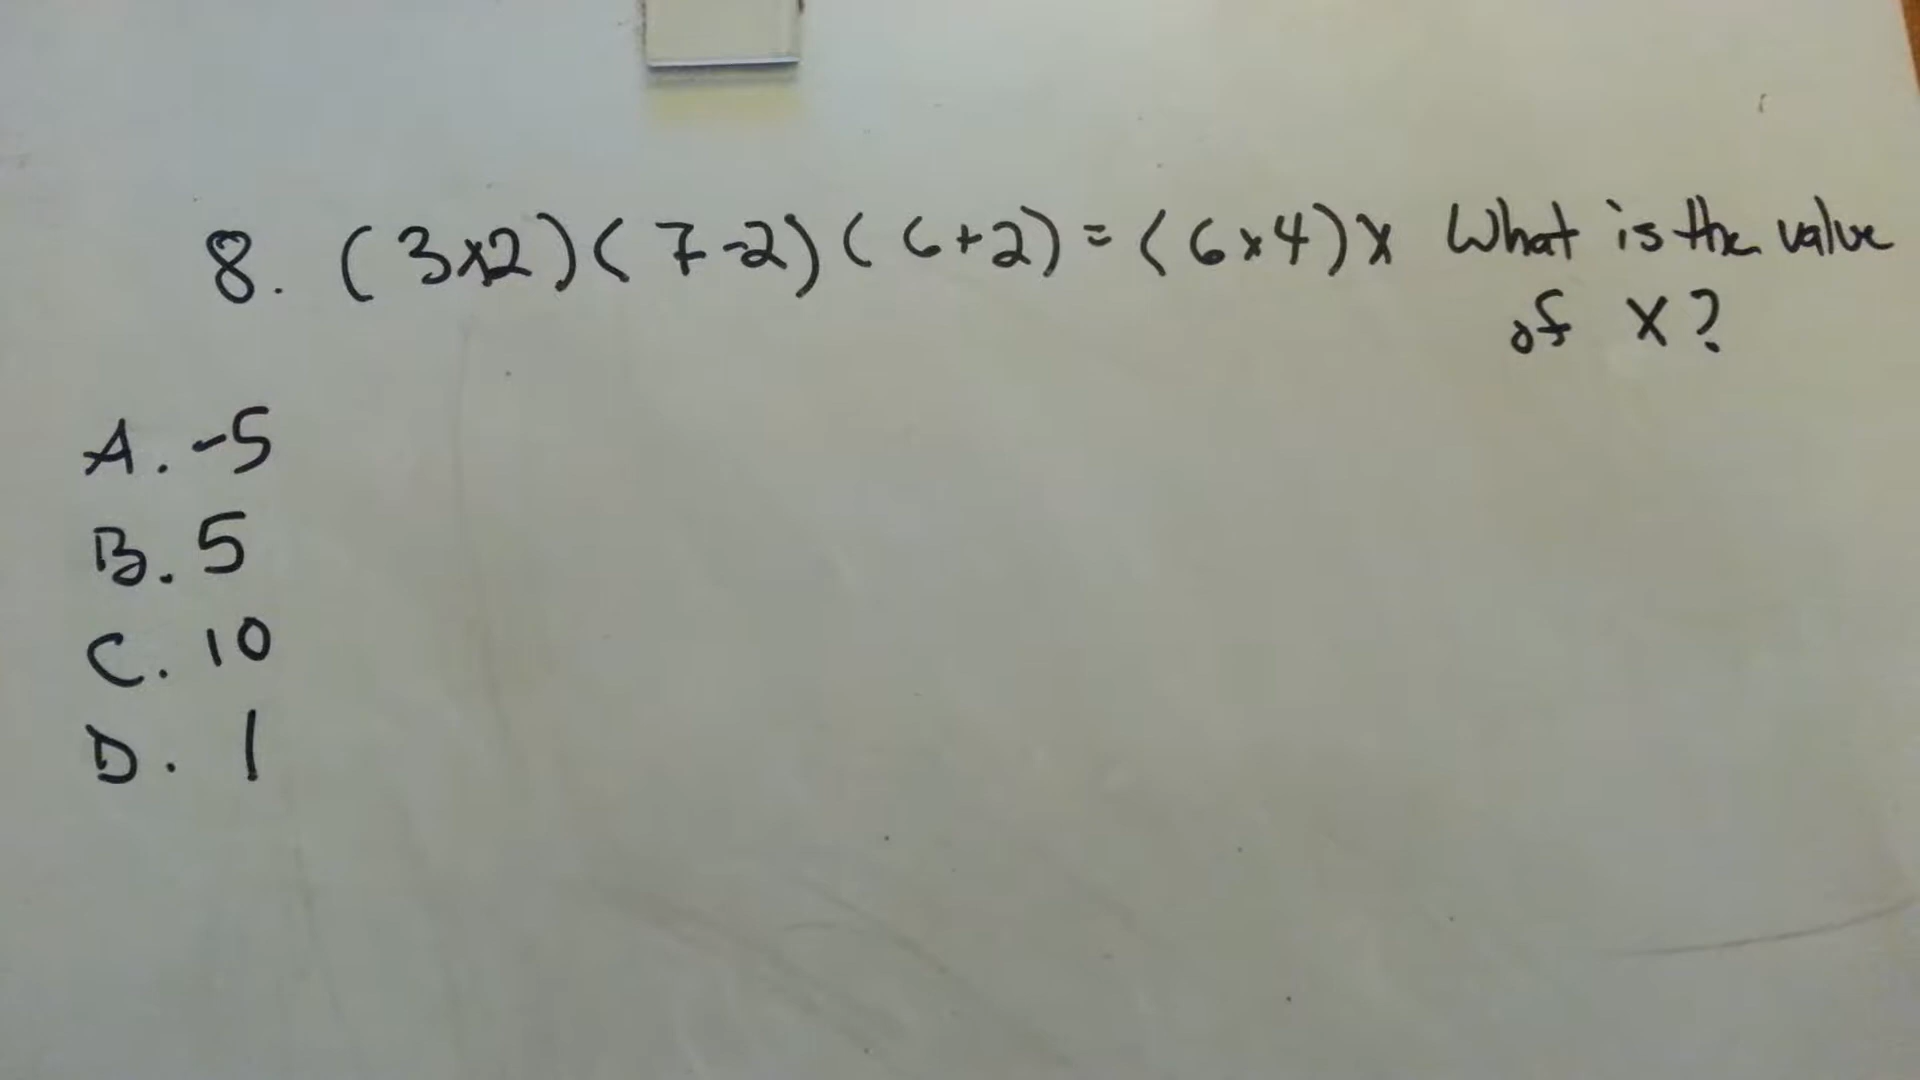 8. (3x2)(7-2)(6+2)=(6x4)x What is the value
of x?
A. -5
B. 5
C. 10
D. 1